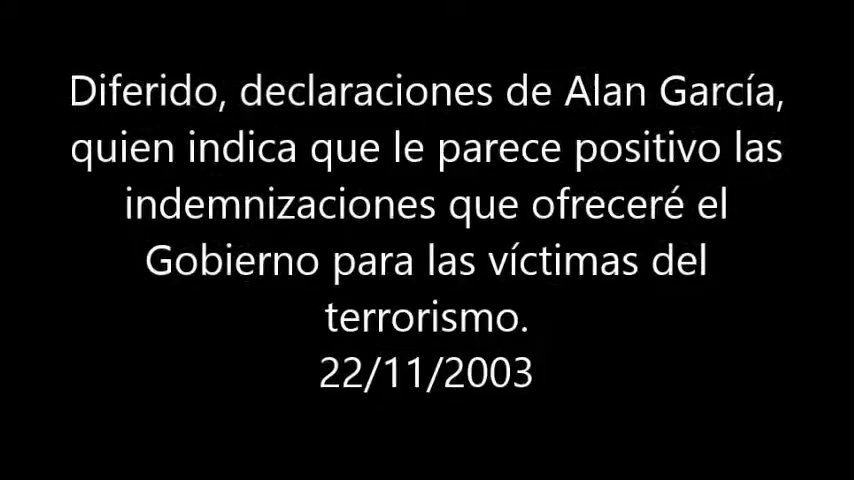 Diferido, declaraciones de Alan García,
quien indica que le parece positivo las
indemnizaciones que ofreceré el
Gobierno para las víctimas del
terrorismo.
22/11/2003